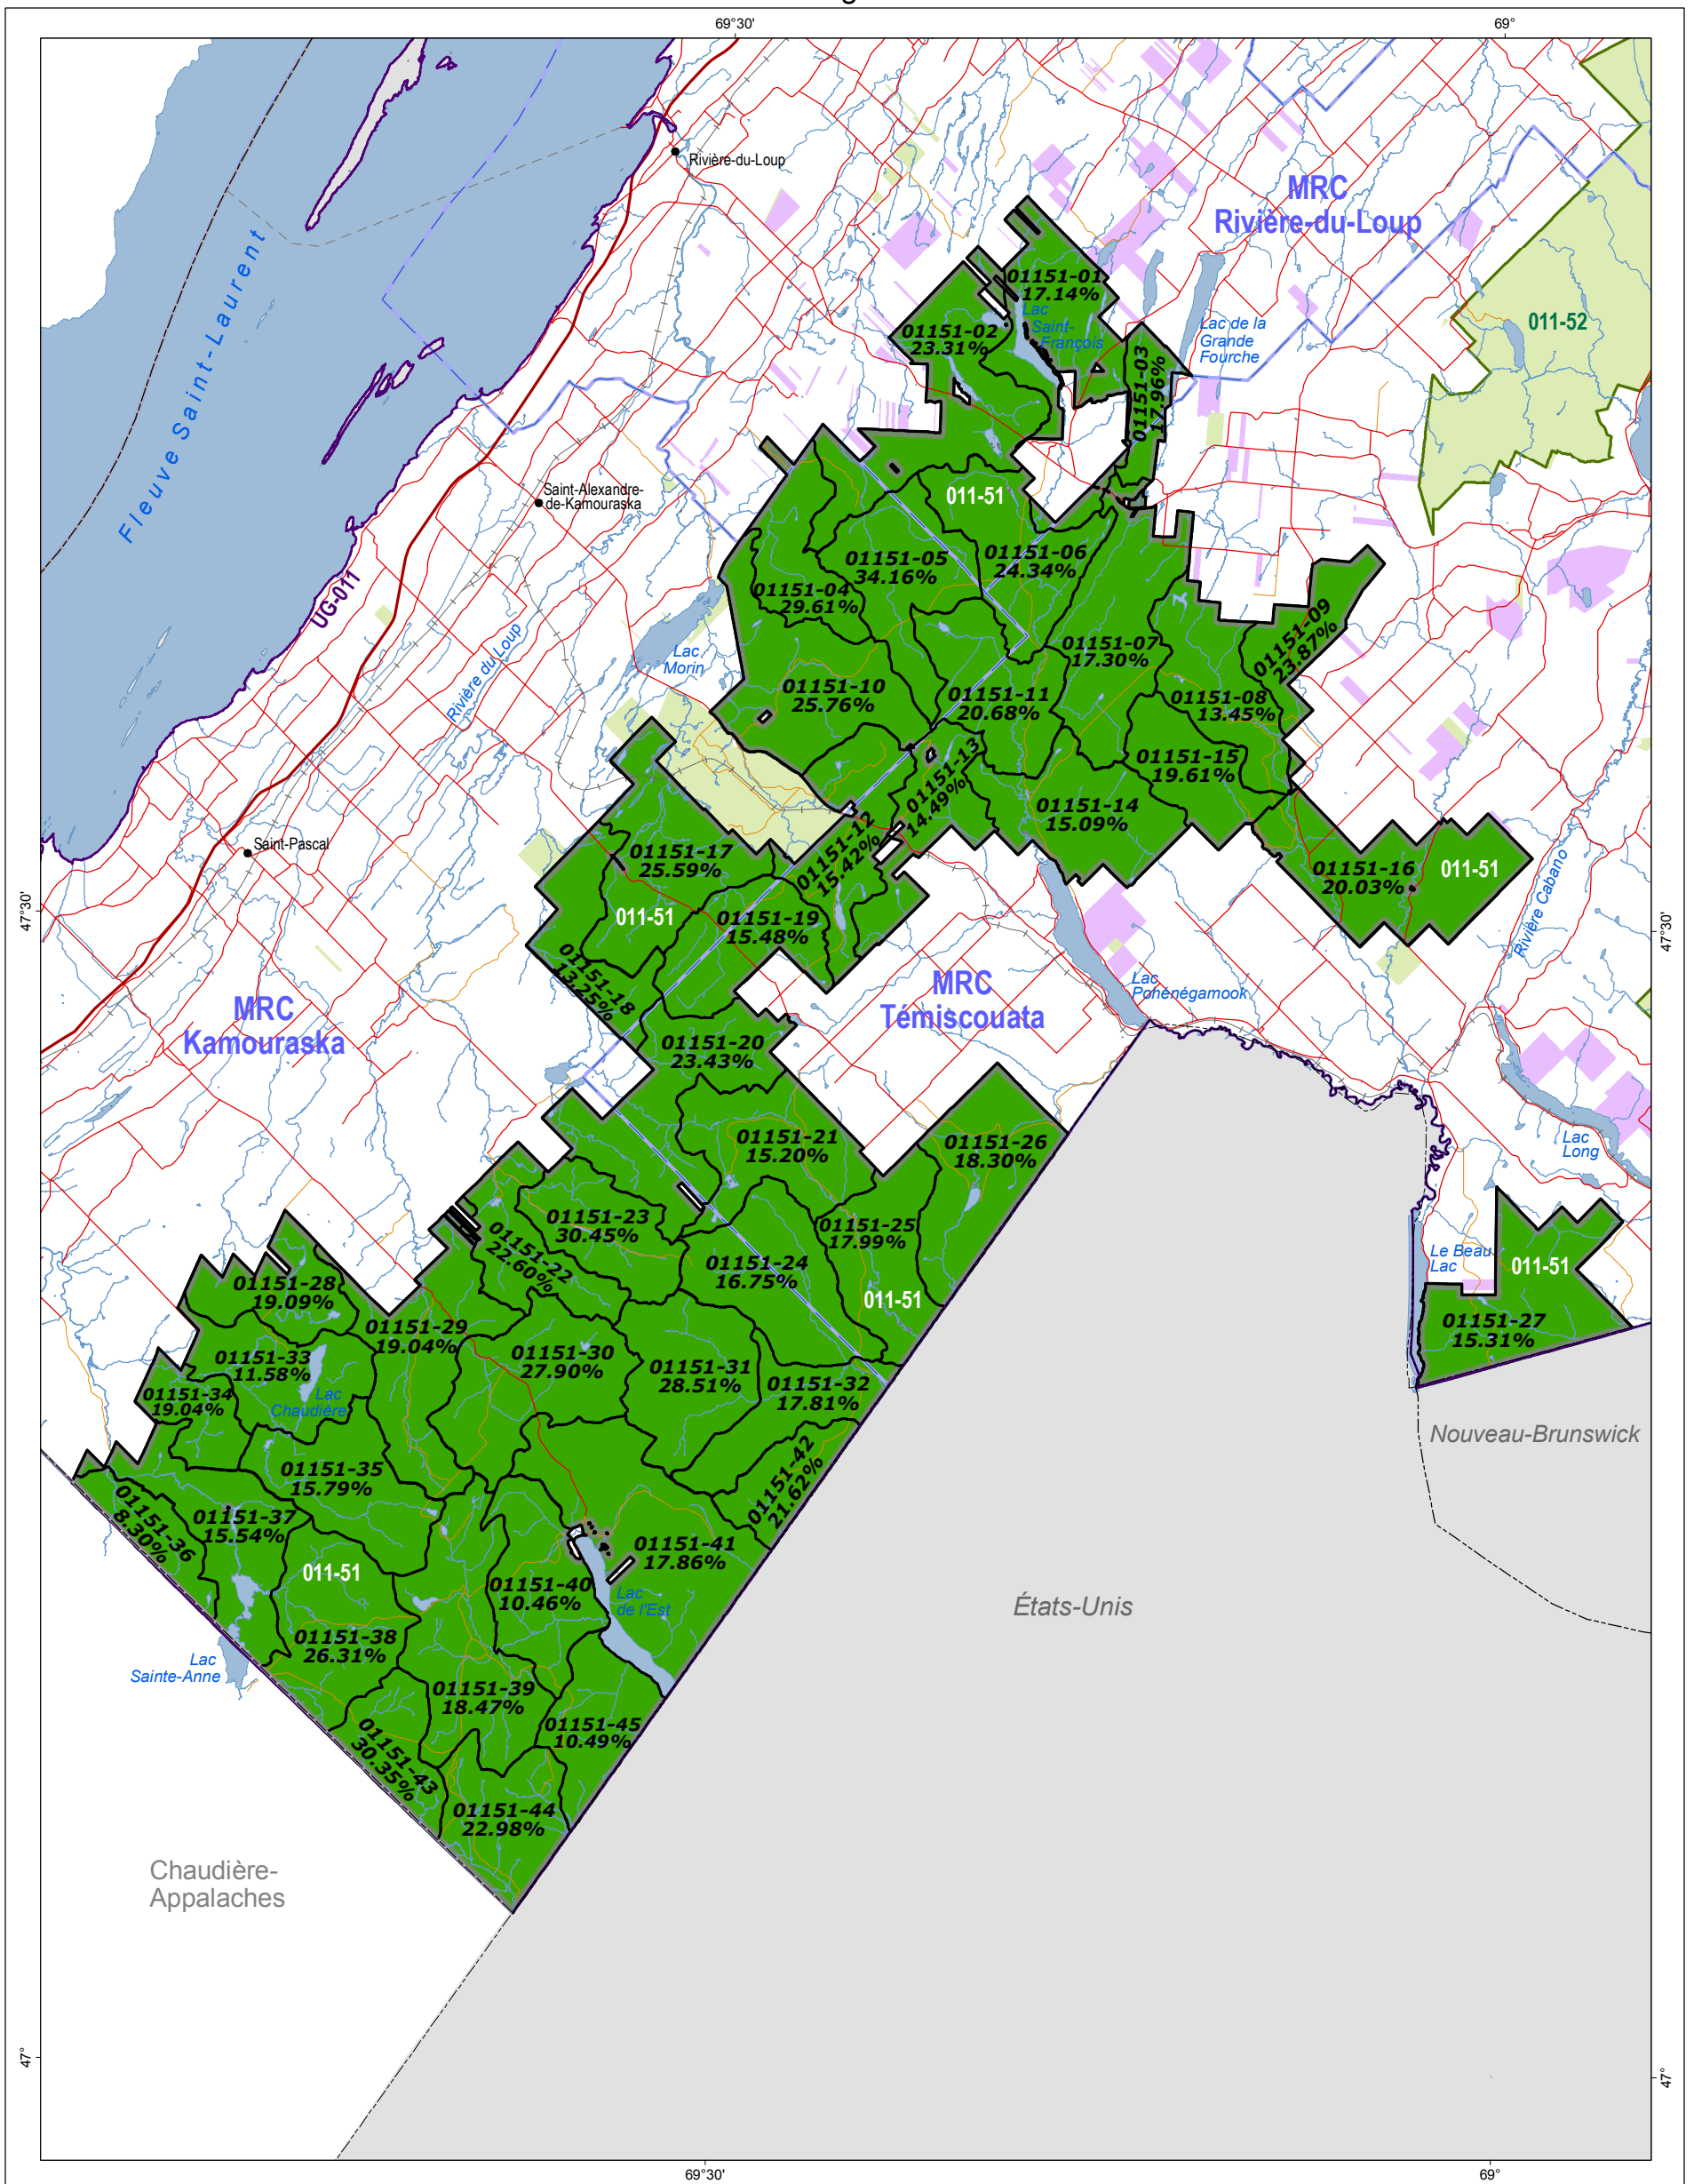 69°30'
69°
Rivière-du-Loup
MRC
Rivière-du-Loup
Fleuve Saint-Laurent
01151-01
17.14%
Lac
Saint-
François
01151-02
23.31%
Lac de la
Grande
Fourche
011-52
01151-03
17.96%
Saint-Alexandre-
de-Kamouraska
011-51
UG-011
01151-05
34.16%
01151-06
24.34%
01151-04
29.61%
Rivière du Loup
Lac
Morin
01151-07
17.30%
01151-09
23.87%
01151-10
25.76%
01151-11
20.68%
01151-08
13.45%
01151-13
14.49%
01151-15
19.61%
01151-14
15.09%
Saint-Pascal
01151-17
25.59%
01151-12
15.42%
01151-16
20.03%
011-51
Rivière Cabano
47°30'
47°30'
011-51
01151-19
15.48%
01151-18
13.25%
MRC
Kamouraska
MRC
Témiscouata
Lac
Pohénégamook
01151-20
23.43%
01151-21
15.20%
01151-26
18.30%
Lac
Long
01151-23
30.45%
01151-22
22.60%
01151-25
17.99%
01151-24
16.75%
011-51
Le Beau
Lac
011-51
01151-27
15.31%
01151-28
19.09%
01151-29
19.04%
01151-33
11.58%
01151-30
27.90%
01151-31
28.51%
01151-32
17.81%
01151-34
19.04%
Lac
Chaudière
Nouveau-Brunswick
01151-35
15.79%
01151-42
21.62%
01151-36
8.30%
01151-37
15.54%
01151-41
17.86%
011-51
01151-40
10.46%
Lac
de l'Est
États-Unis
01151-38
26.31%
Lac
Sainte-Anne
01151-39
18.47%
01151-45
10.49%
01151-43
30.35%
01151-44
22.98%
Chaudière-
Appalaches
47°
47°
69°30'
69°